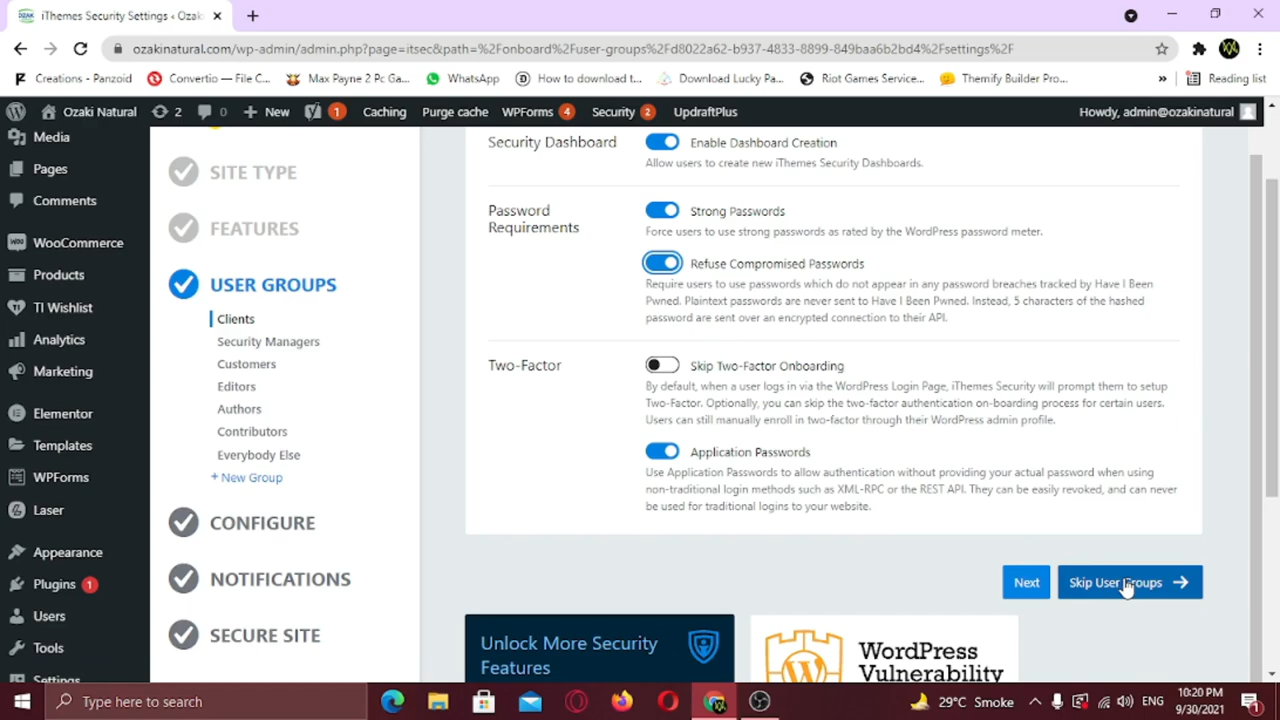 iThemes Security Settings ‹ Ozak
ozakinatural.com/wp-admin/admin.php?page=itsec&path=%2Fonboard%2Fuser-groups%2Fd8022a62-b937-4833-8899-849baa6b2bd4%2Fsettings%2F
Creations - Panzoid
Convertio — File C...
Max Payne 2 Pc Ga...
WhatsApp
How to download t...
Download Lucky Pa...
Riot Games Service...
Themify Builder Pro...
»
Reading list
Ozaki Natural
2
0
New
1
Caching
Purge cache
WPForms 4
Security 2
UpdraftPlus
Howdy, admin@ozakinatural
Media
Pages
Comments
WooCommerce
Products
TI Wishlist
Analytics
Marketing
Elementor
Templates
WPForms
Laser
Appearance
Plugins 1
Users
Tools
Settings
SITE TYPE
FEATURES
USER GROUPS
Clients
Security Managers
Customers
Editors
Authors
Contributors
Everybody Else
+ New Group
CONFIGURE
NOTIFICATIONS
SECURE SITE
Security Dashboard
Enable Dashboard Creation
Allow users to create new iThemes Security Dashboards.
Password
Requirements
Strong Passwords
Force users to use strong passwords as rated by the WordPress password meter.
Refuse Compromised Passwords
Require users to use passwords which do not appear in any password breaches tracked by Have I Been
Pwned. Plaintext passwords are never sent to Have I Been Pwned. Instead, 5 characters of the hashed
password are sent over an encrypted connection to their API.
Two-Factor
Skip Two-Factor Onboarding
By default, when a user logs in via the WordPress Login Page, iThemes Security will prompt them to setup
Two-Factor. Optionally, you can skip the two-factor authentication on-boarding process for certain users.
Users can still manually enroll in two-factor through their WordPress admin profile.
Application Passwords
Use Application Passwords to allow authentication without providing your actual password when using
non-traditional login methods such as XML-RPC or the REST API. They can be easily revoked, and can never
be used for traditional logins to your website.
Next
Skip User Groups
Unlock More Security
Features
WordPress
Vulnerability
Type here to search
29°C Smoke
ENG
10:20 PM
9/30/2021
1